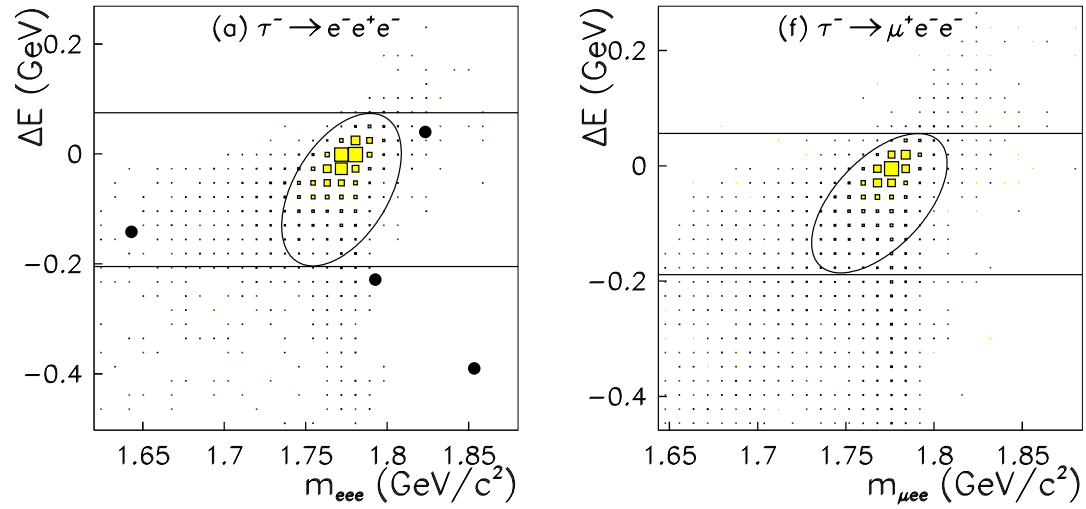 (a) τ⁻ → e⁻e⁺e⁻
ΔE (GeV)
0.2
0
−0.2
−0.4
1.65 1.7 1.75 1.8 1.85
m_eee (GeV/c²)
(f) τ⁻ → μ⁺e⁻e⁻
ΔE (GeV)
0.2
0
−0.2
−0.4
1.65 1.7 1.75 1.8 1.85
m_μee (GeV/c²)